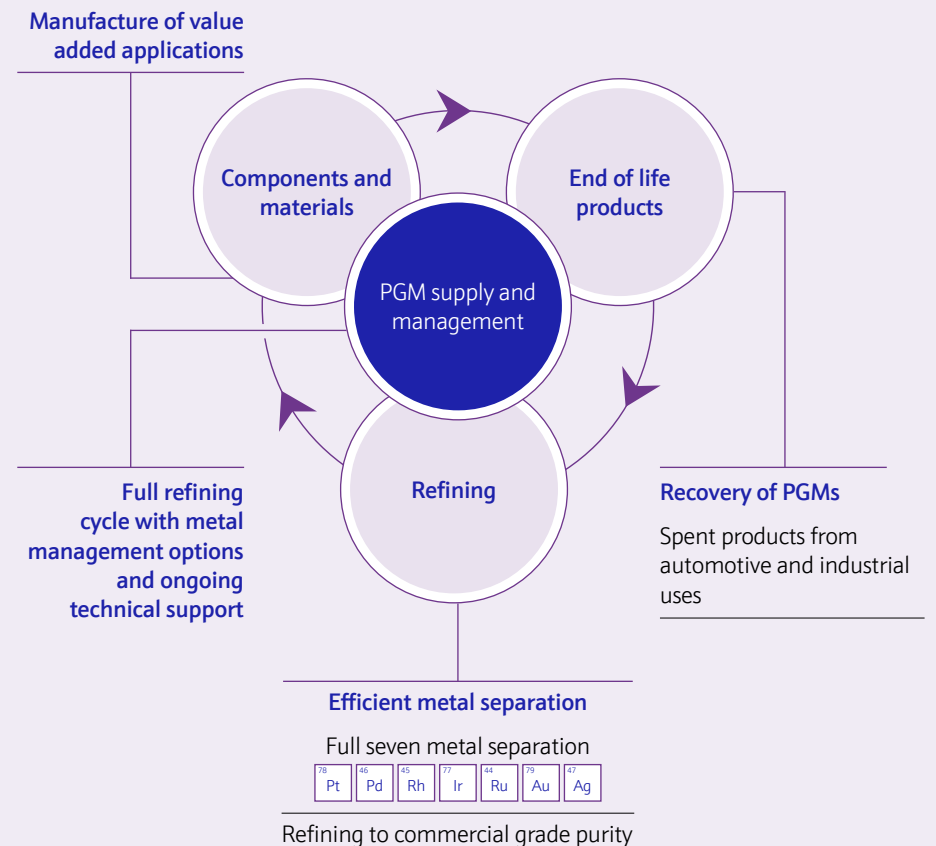 Manufacture of value
added applications
Components and
materials
End of life
products
PGM supply and
management
Refining
Full refining
cycle with metal
management options
and ongoing
technical support
Recovery of PGMs
Spent products from
automotive and industrial
uses
Efficient metal separation
Full seven metal separation
78 Pt 46 Pd 45 Rh 77 Ir 44 Ru 79 Au 47 Ag
Refining to commercial grade purity